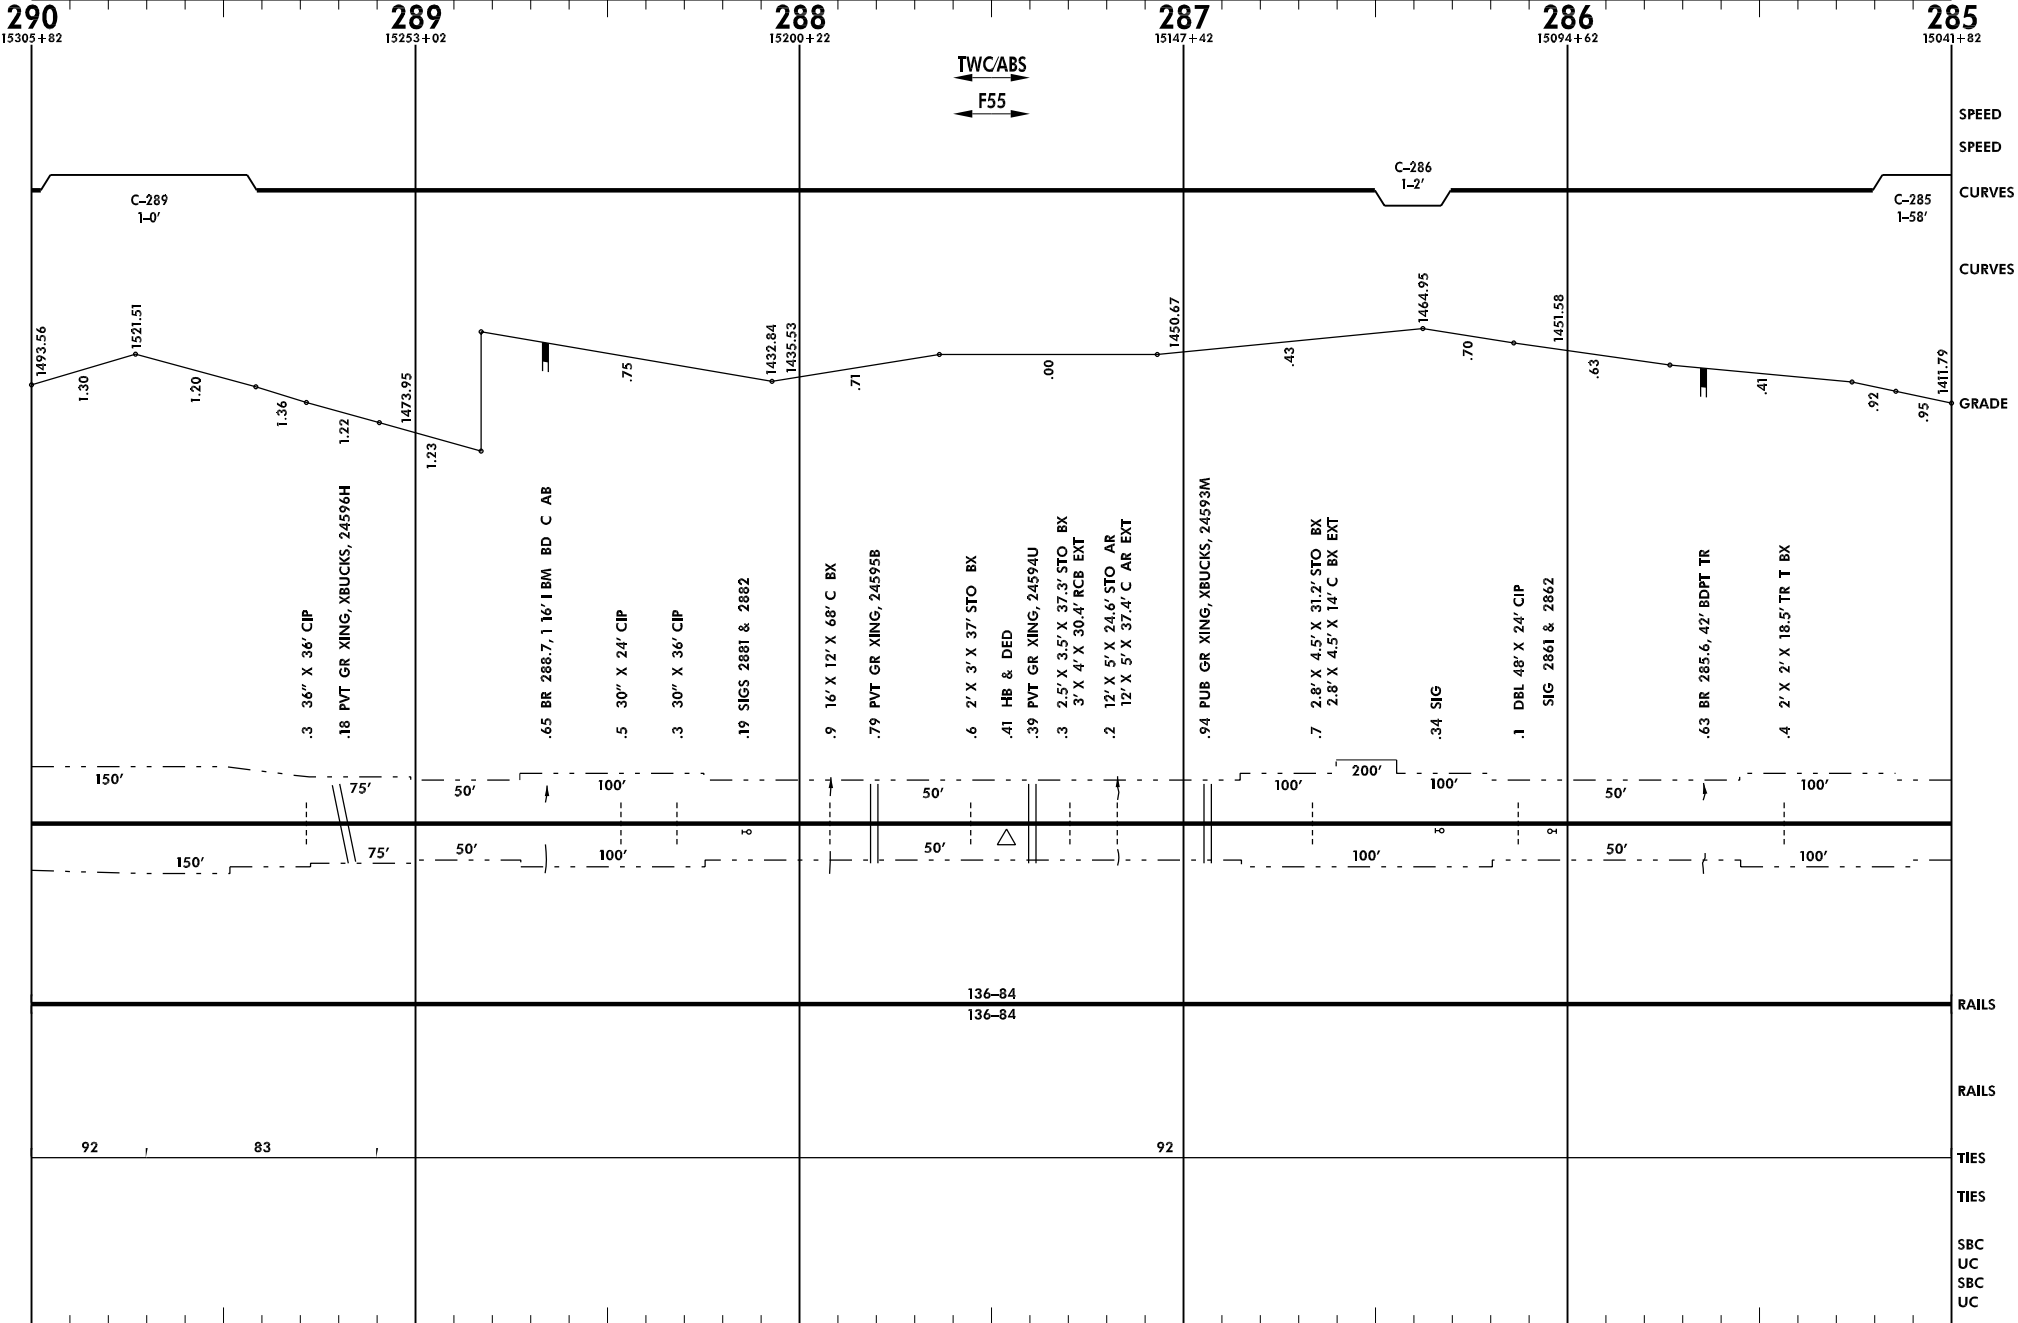 290 289 288 287 286 285
15305+82 15253+02 15200+22 15147+42 15094+62 15041+82
TWC/ABS
F55
SPEED
SPEED
C–289
1–0′
C–286
1–2′
C–285
1–58′
CURVES
CURVES
1493.56
1521.51
1473.95
1432.84
1435.53
1450.67
1464.95
1451.58
1411.79
1.30
1.20
1.36
1.22
1.23
.75
.71
.00
.43
.70
.63
.41
.92
.95
GRADE
.3 36″ X 36′ CIP
.18 PVT GR XING, XBUCKS, 24596H
.65 BR 288.7, 1 16′ I BM BD C AB
.5 30″ X 24′ CIP
.3 30″ X 36′ CIP
.19 SIGS 2881 & 2882
.9 16′ X 12′ X 68′ C BX
.79 PVT GR XING, 24595B
.6 2′ X 3′ X 37′ STO BX
.41 HB & DED
.39 PVT GR XING, 24594U
.3 2.5′ X 3.5′ X 37.3′ STO BX
3′ X 4′ X 30.4′ RCB EXT
.2 12′ X 5′ X 24.6′ STO AR
12′ X 5′ X 37.4′ C AR EXT
.94 PUB GR XING, XBUCKS, 24593M
.7 2.8′ X 4.5′ X 31.2′ STO BX
2.8′ X 4.5′ X 14′ C BX EXT
.34 SIG
.1 DBL 48′ X 24′ CIP
SIG 2861 & 2862
.63 BR 285.6, 42′ BDPT TR
.4 2′ X 2′ X 18.5′ TR T BX
150′ 75′ 50′ 100′ 50′ 100′ 200′ 100′ 50′ 100′
150′ 75′ 50′ 100′ 50′ 100′ 50′ 100′
136–84
136–84
RAILS
RAILS
92 83 92
TIES
TIES
SBC
UC
SBC
UC